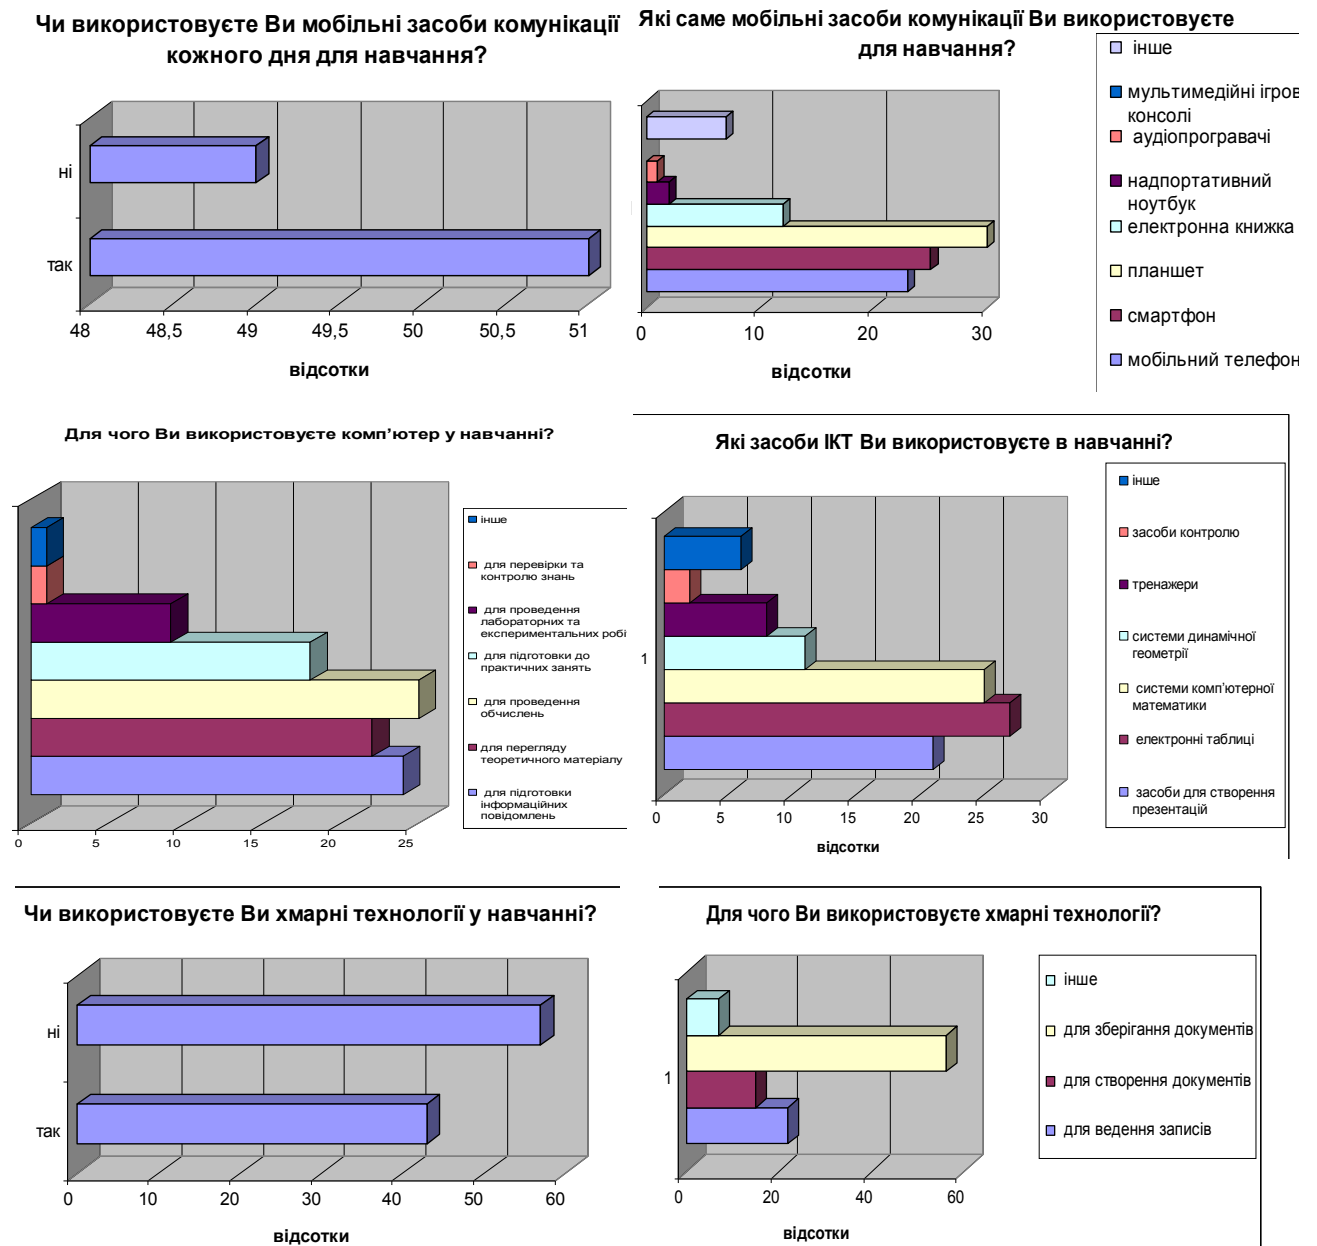 Чи використовуєте Ви мобільні засоби комунікації
кожного дня для навчання?
ні
так
48 48,5 49 49,5 50 50,5 51
відсотки
Які саме мобільні засоби комунікації Ви використовуєте
для навчання?
0 10 20 30
відсотки
інше
мультимедійні ігров
консолі
аудіопрогравачі
надпортативний
ноутбук
електронна книжка
планшет
смартфон
мобільний телефон
Для чого Ви використовуєте комп’ютер у навчанні?
0 5 10 15 20 25
інше
для перевірки та
контролю знань
для проведення
лабораторних та
експериментальних робі
для підготовки до
практичних занять
для проведення
обчислень
для перегляду
теоретичного матеріалу
для підготовки
інформаційних
повідомлень
Які засоби ІКТ Ви використовуєте в навчанні?
1
0 5 10 15 20 25 30
відсотки
інше
засоби контролю
тренажери
системи динамічної
геометрії
системи комп’ютерної
математики
електронні таблиці
засоби для створення
презентацій
Чи використовуєте Ви хмарні технології у навчанні?
ні
так
0 10 20 30 40 50 60
відсотки
Для чого Ви використовуєте хмарні технології?
1
0 20 40 60
відсотки
інше
для зберігання документів
для створення документів
для ведення записів